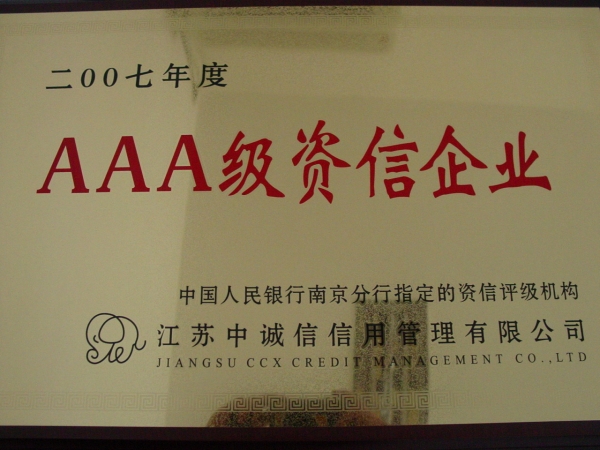 二00七年度
AAA级资信企业
中国人民银行南京分行指定的资信评级机构
江苏中诚信信用管理有限公司
JIANGSU CCX CREDIT MANAGEMENT CO.,LTD